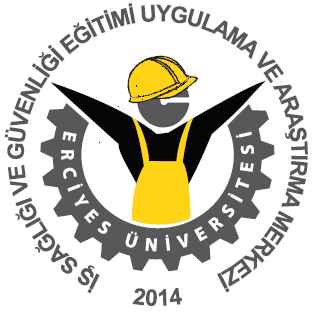 İŞ SAĞLIĞI VE GÜVENLİĞİ EĞİTİMİ UYGULAMA VE ARAŞTIRMA MERKEZİ
ERCİYES ÜNİVERSİTESİ
2014